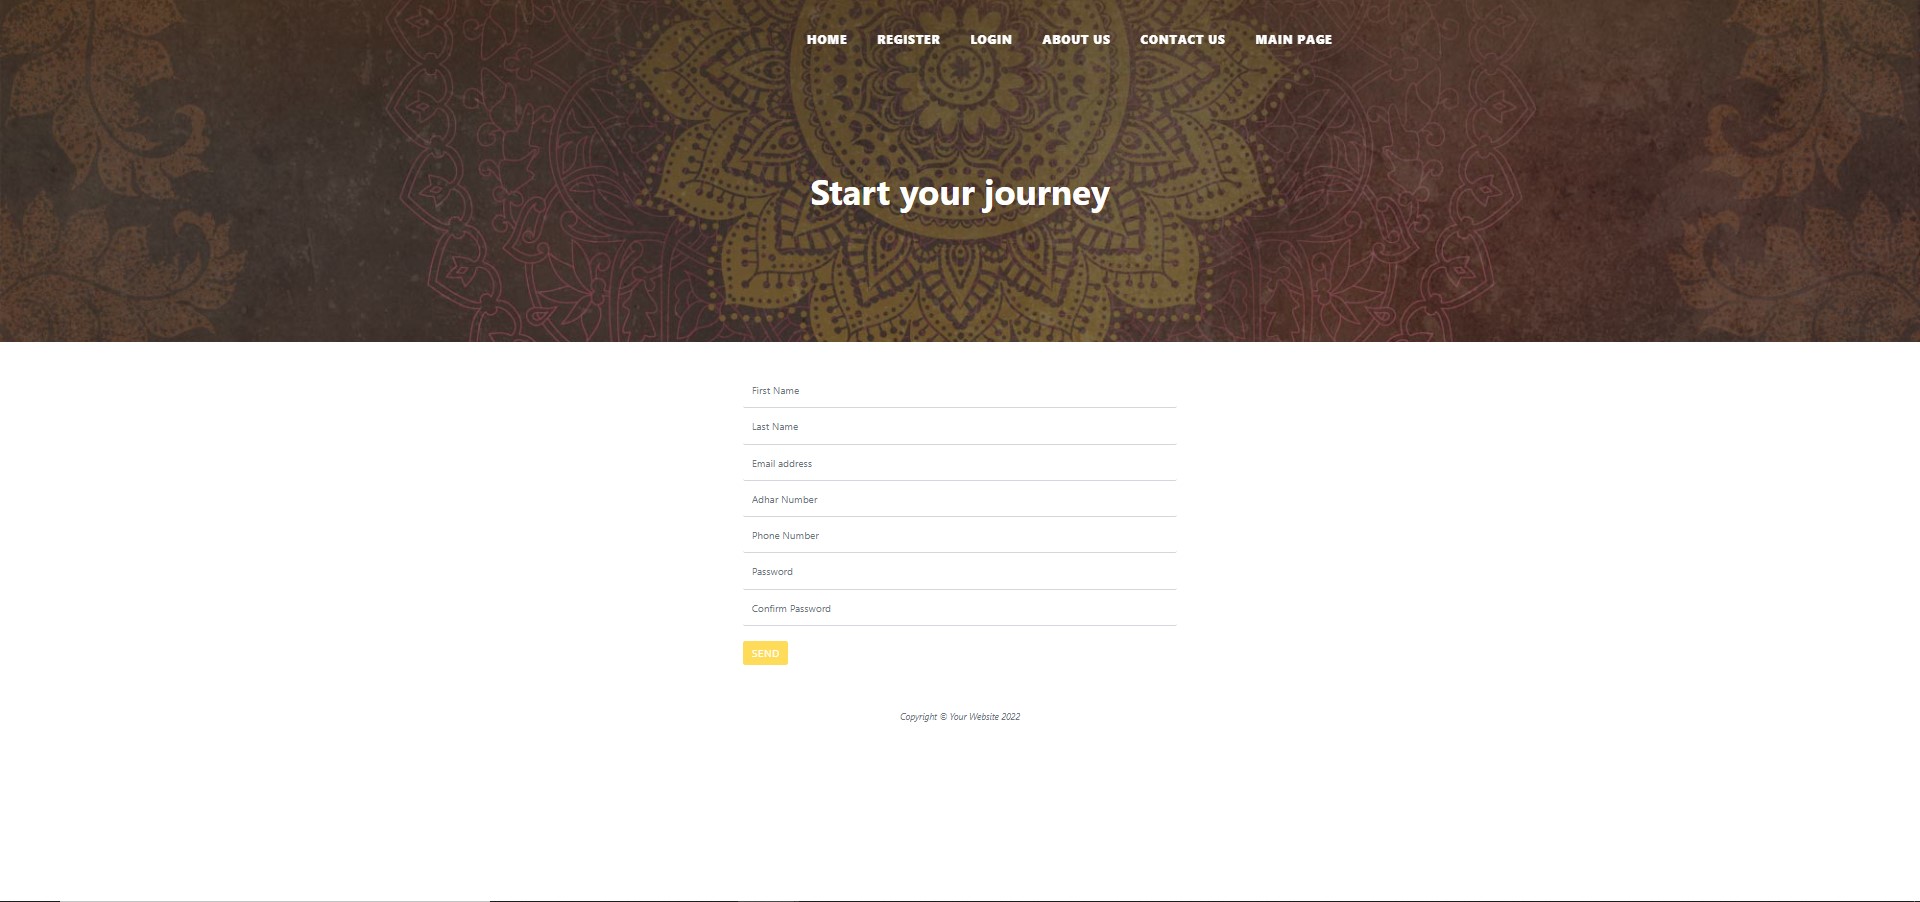 HOME REGISTER LOGIN ABOUT US CONTACT US MAIN PAGE
Start your journey
First Name
Last Name
Email address
Adhar Number
Phone Number
Password
Confirm Password
SEND
Copyright © Your Website 2022